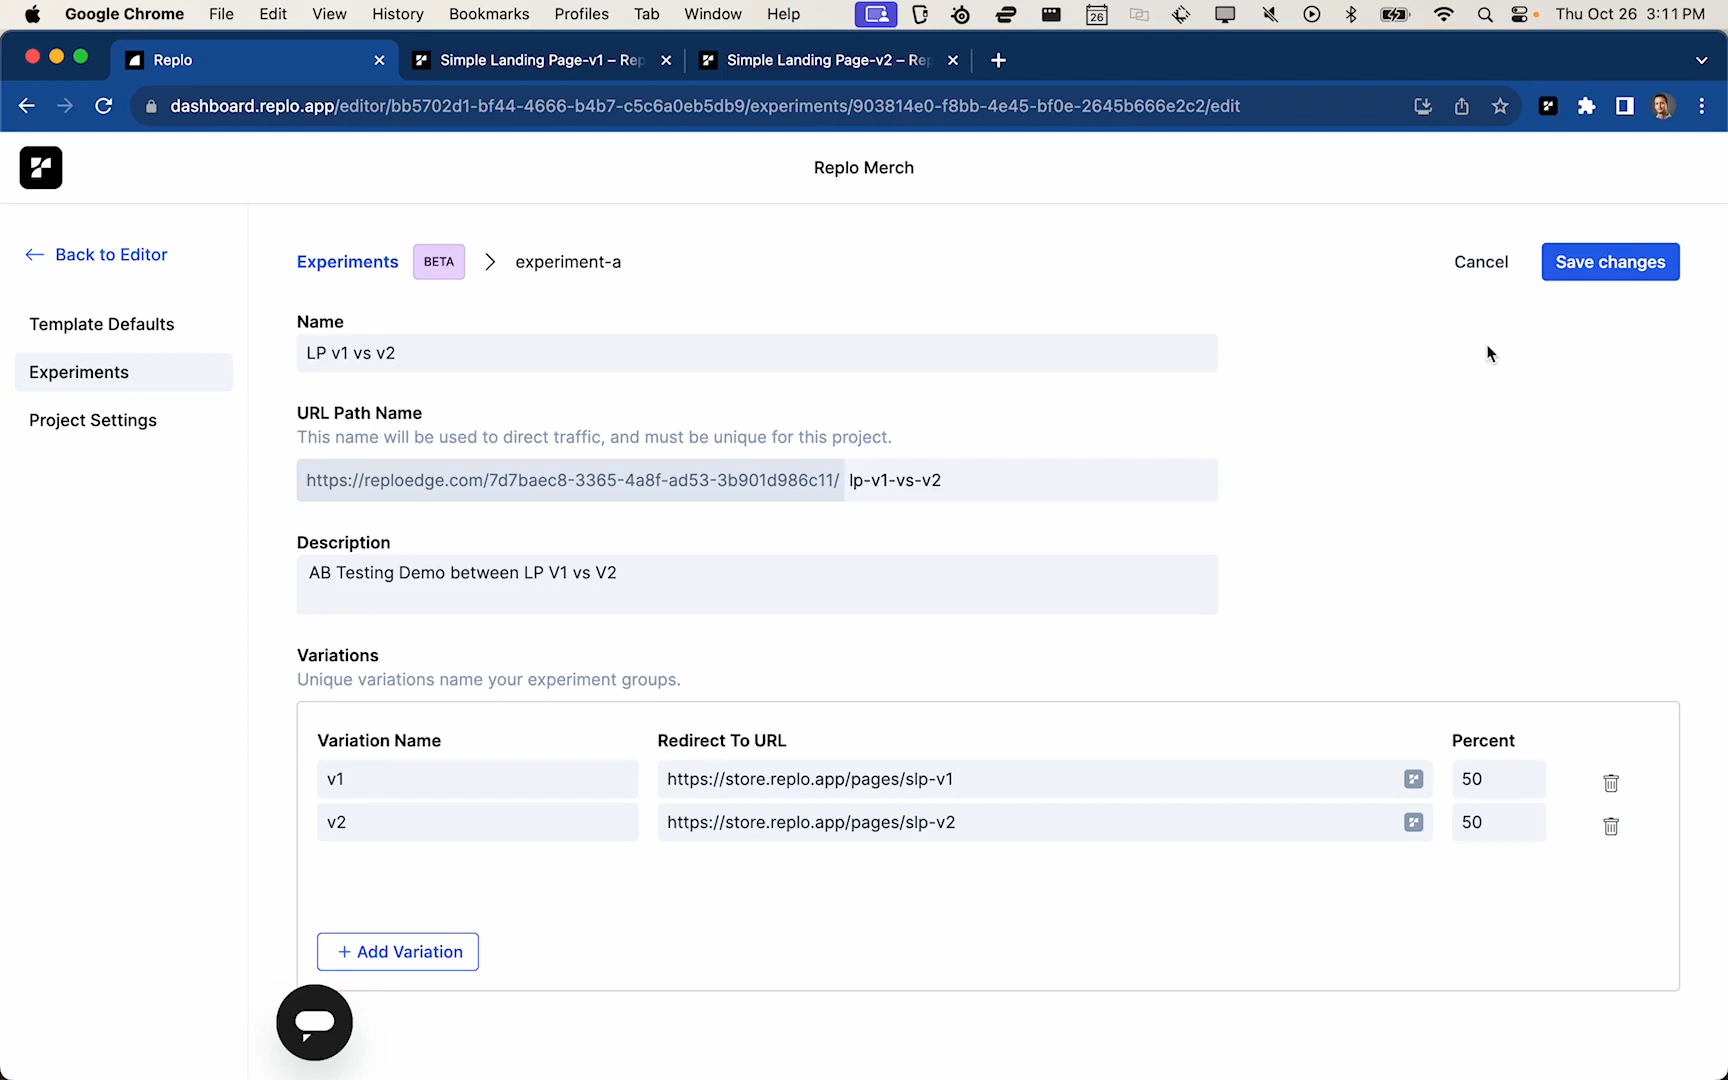 Google Chrome File Edit View History Bookmarks Profiles Tab Window Help 26 Thu Oct 26 3:11 PM
Replo
Simple Landing Page-v1 – Rep
Simple Landing Page-v2 – Rep
dashboard.replo.app/editor/bb5702d1-bf44-4666-b4b7-c5c6a0eb5db9/experiments/903814e0-f8bb-4e45-bf0e-2645b666e2c2/edit
Replo Merch
Back to Editor
Template Defaults
Experiments
Project Settings
Experiments BETA experiment-a
Cancel
Save changes
Name
LP v1 vs v2
URL Path Name
This name will be used to direct traffic, and must be unique for this project.
https://reploedge.com/7d7baec8-3365-4a8f-ad53-3b901d986c11/ lp-v1-vs-v2
Description
AB Testing Demo between LP V1 vs V2
Variations
Unique variations name your experiment groups.
Variation Name Redirect To URL Percent
v1 https://store.replo.app/pages/slp-v1 50
v2 https://store.replo.app/pages/slp-v2 50
+ Add Variation